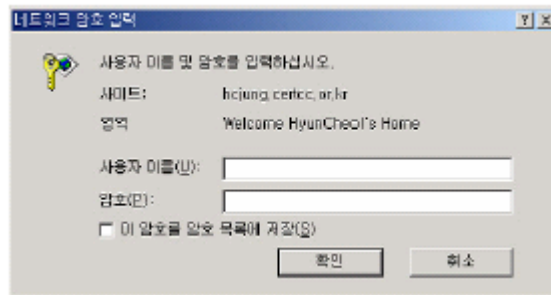 네트워크 암호 입력
사용자 이름 및 암호를 입력하십시오.
사이트: hcjung.certcc.or.kr
영역 Welcome HyunCheol's Home
사용자 이름(U):
암호(P):
이 암호를 암호 목록에 저장(S)
확인 취소